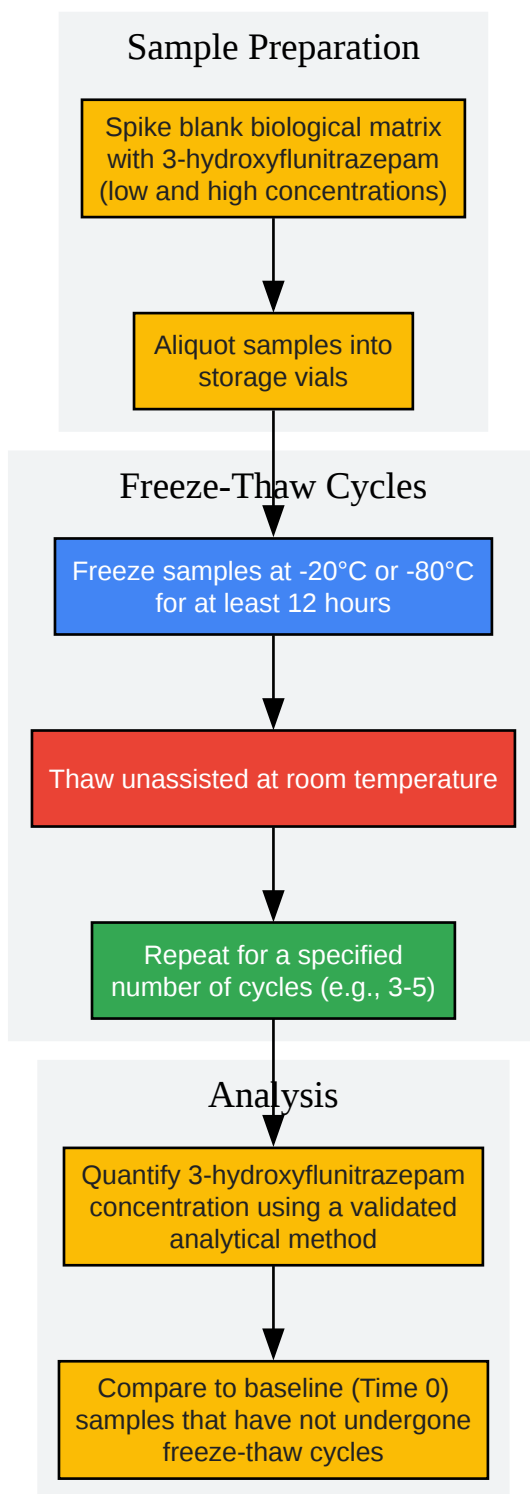 Sample Preparation
Spike blank biological matrix
with 3-hydroxyflunitrazepam
(low and high concentrations)
Aliquot samples into
storage vials
Freeze-Thaw Cycles
Freeze samples at -20°C or -80°C
for at least 12 hours
Thaw unassisted at room temperature
Repeat for a specified
number of cycles (e.g., 3-5)
Analysis
Quantify 3-hydroxyflunitrazepam
concentration using a validated
analytical method
Compare to baseline (Time 0)
samples that have not undergone
freeze-thaw cycles